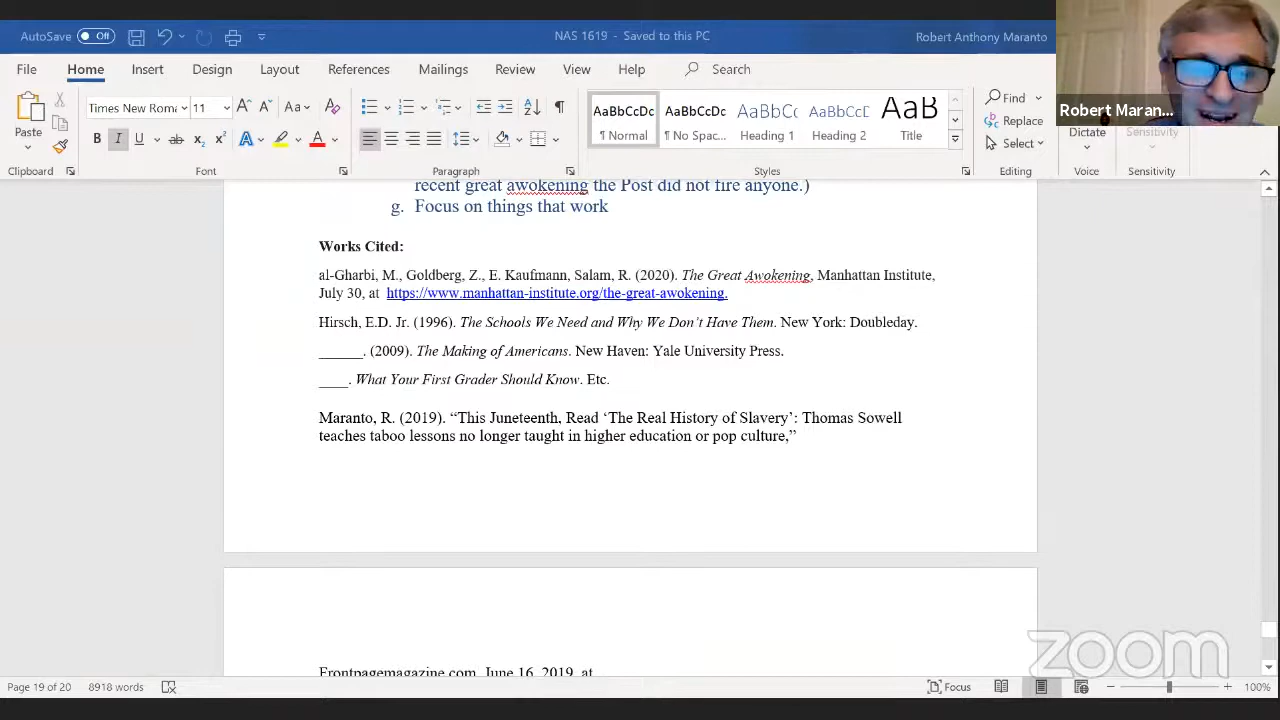 AutoSave Off NAS 1619 - Saved to this PC Robert Anthony Maranto
File Home Insert Design Layout References Mailings Review View Help Search
Robert Maran...
Paste Times New Roma 11 A A Aa A AaBbCcDc AaBbCcDc AaBbCc AaBbCcD AaB Find
Replace
B I U ab x₂ x² A A ¶ Normal ¶ No Spac... Heading 1 Heading 2 Title Select Dictate Sensitivity
Clipboard Font Paragraph Styles Editing Voice Sensitivity
recent great awokening the Post did not fire anyone.)
g. Focus on things that work
Works Cited:
al-Gharbi, M., Goldberg, Z., E. Kaufmann, Salam, R. (2020). The Great Awokening, Manhattan Institute,
July 30, at https://www.manhattan-institute.org/the-great-awokening.
Hirsch, E.D. Jr. (1996). The Schools We Need and Why We Don't Have Them. New York: Doubleday.
______. (2009). The Making of Americans. New Haven: Yale University Press.
____. What Your First Grader Should Know. Etc.
Maranto, R. (2019). “This Juneteenth, Read ‘The Real History of Slavery’: Thomas Sowell
teaches taboo lessons no longer taught in higher education or pop culture,”
Frontpagemagazine.com, June 16, 2019, at
zoom
Page 19 of 20 8918 words Focus 100%